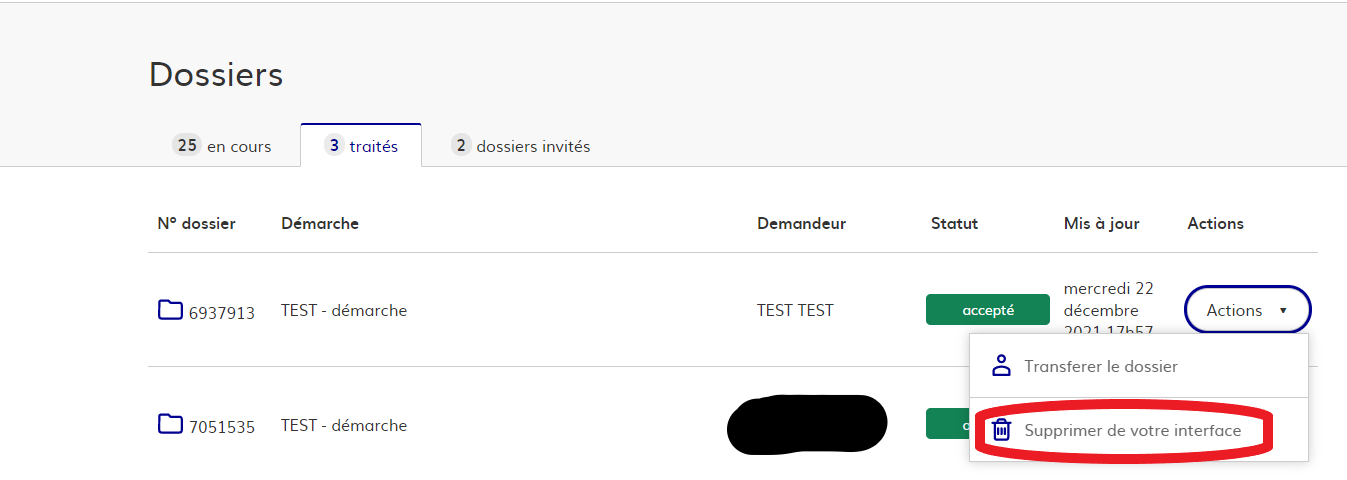 Dossiers
25 en cours
3 traités
2 dossiers invités
N° dossier Démarche Demandeur Statut Mis à jour Actions
6937913 TEST - démarche TEST TEST accepté mercredi 22
décembre
2021 17h57
Actions
Transferer le dossier
7051535 TEST - démarche
Supprimer de votre interface